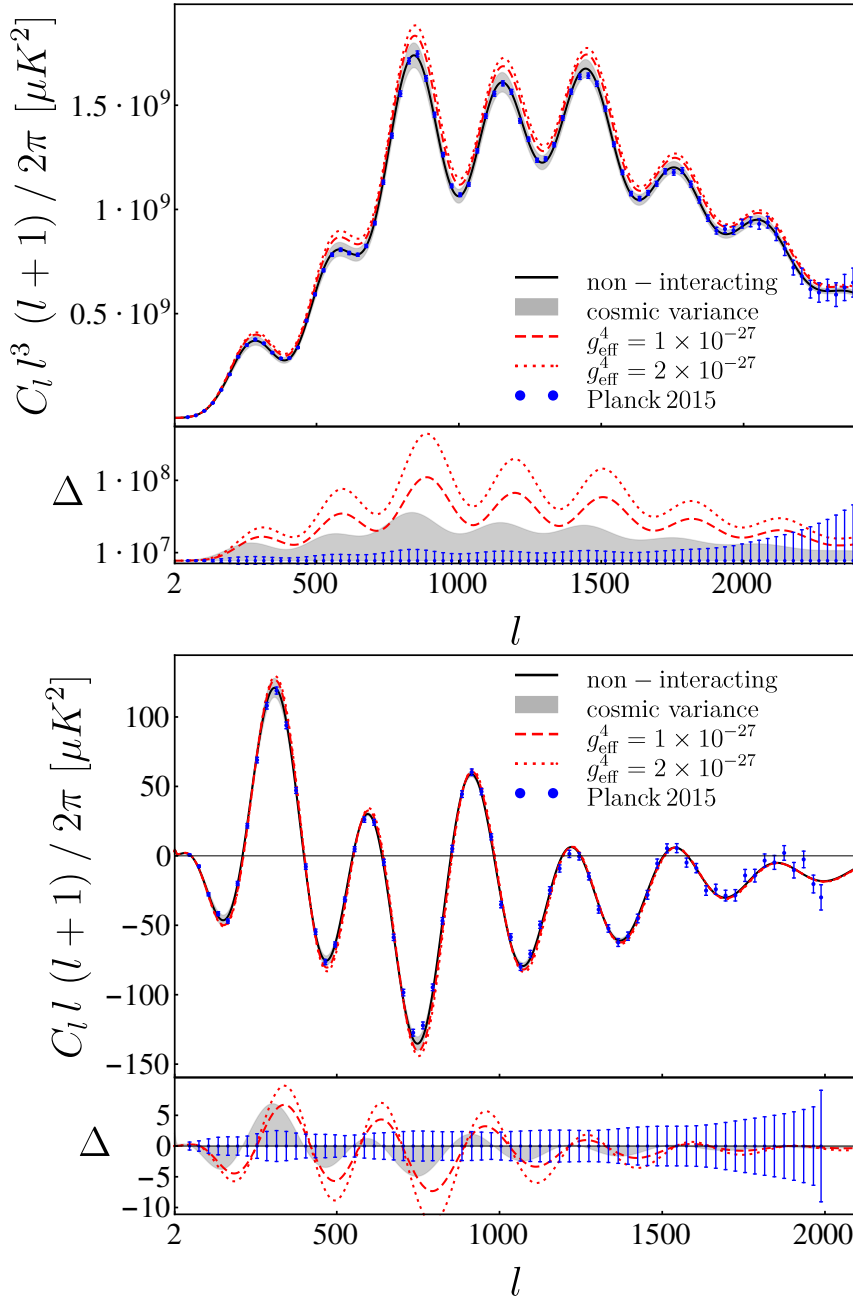 C_l l^3 (l + 1) / 2π [μK^2]
1.5 · 10^9
1 · 10^9
0.5 · 10^9
non − interacting
cosmic variance
g_eff^4 = 1 × 10^−27
g_eff^4 = 2 × 10^−27
Planck 2015
Δ
1 · 10^8
1 · 10^7
2 500 1000 1500 2000
l
C_l l (l + 1) / 2π [μK^2]
100
50
0
−50
−100
−150
non − interacting
cosmic variance
g_eff^4 = 1 × 10^−27
g_eff^4 = 2 × 10^−27
Planck 2015
Δ
5
0
−5
−10
2 500 1000 1500 2000
l